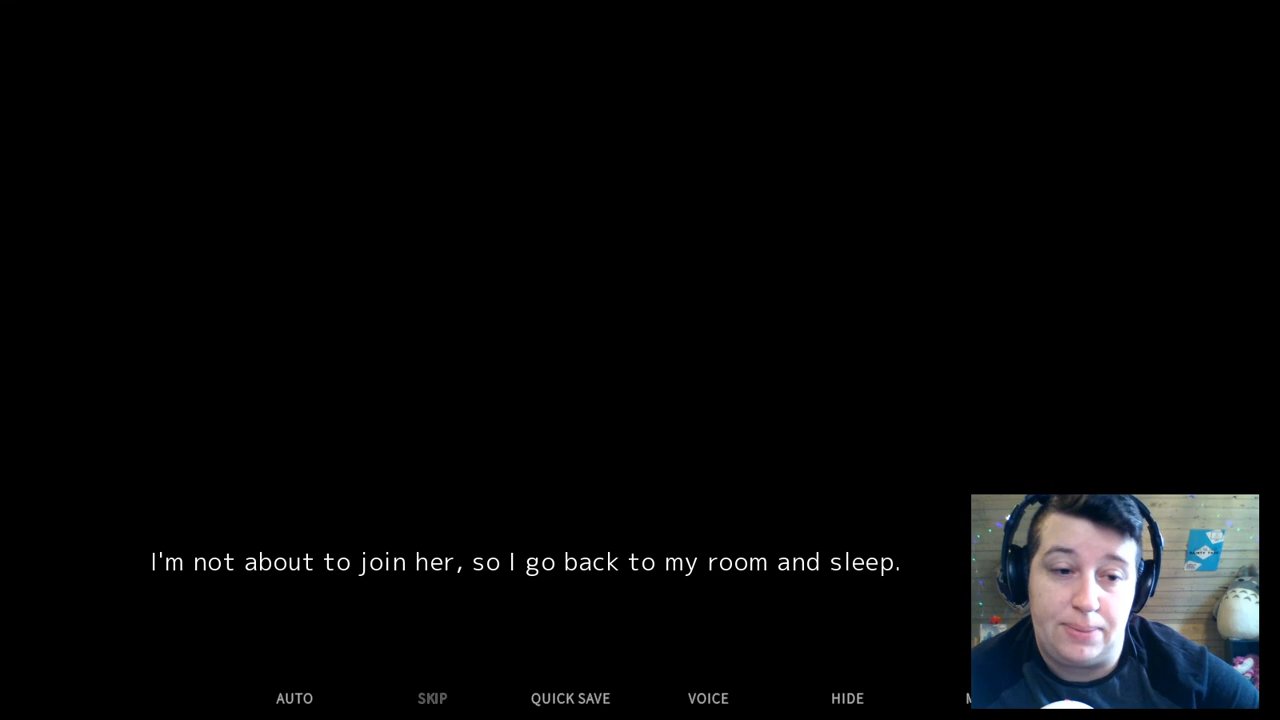 I'm not about to join her, so I go back to my room and sleep.
AUTO SKIP QUICK SAVE VOICE HIDE